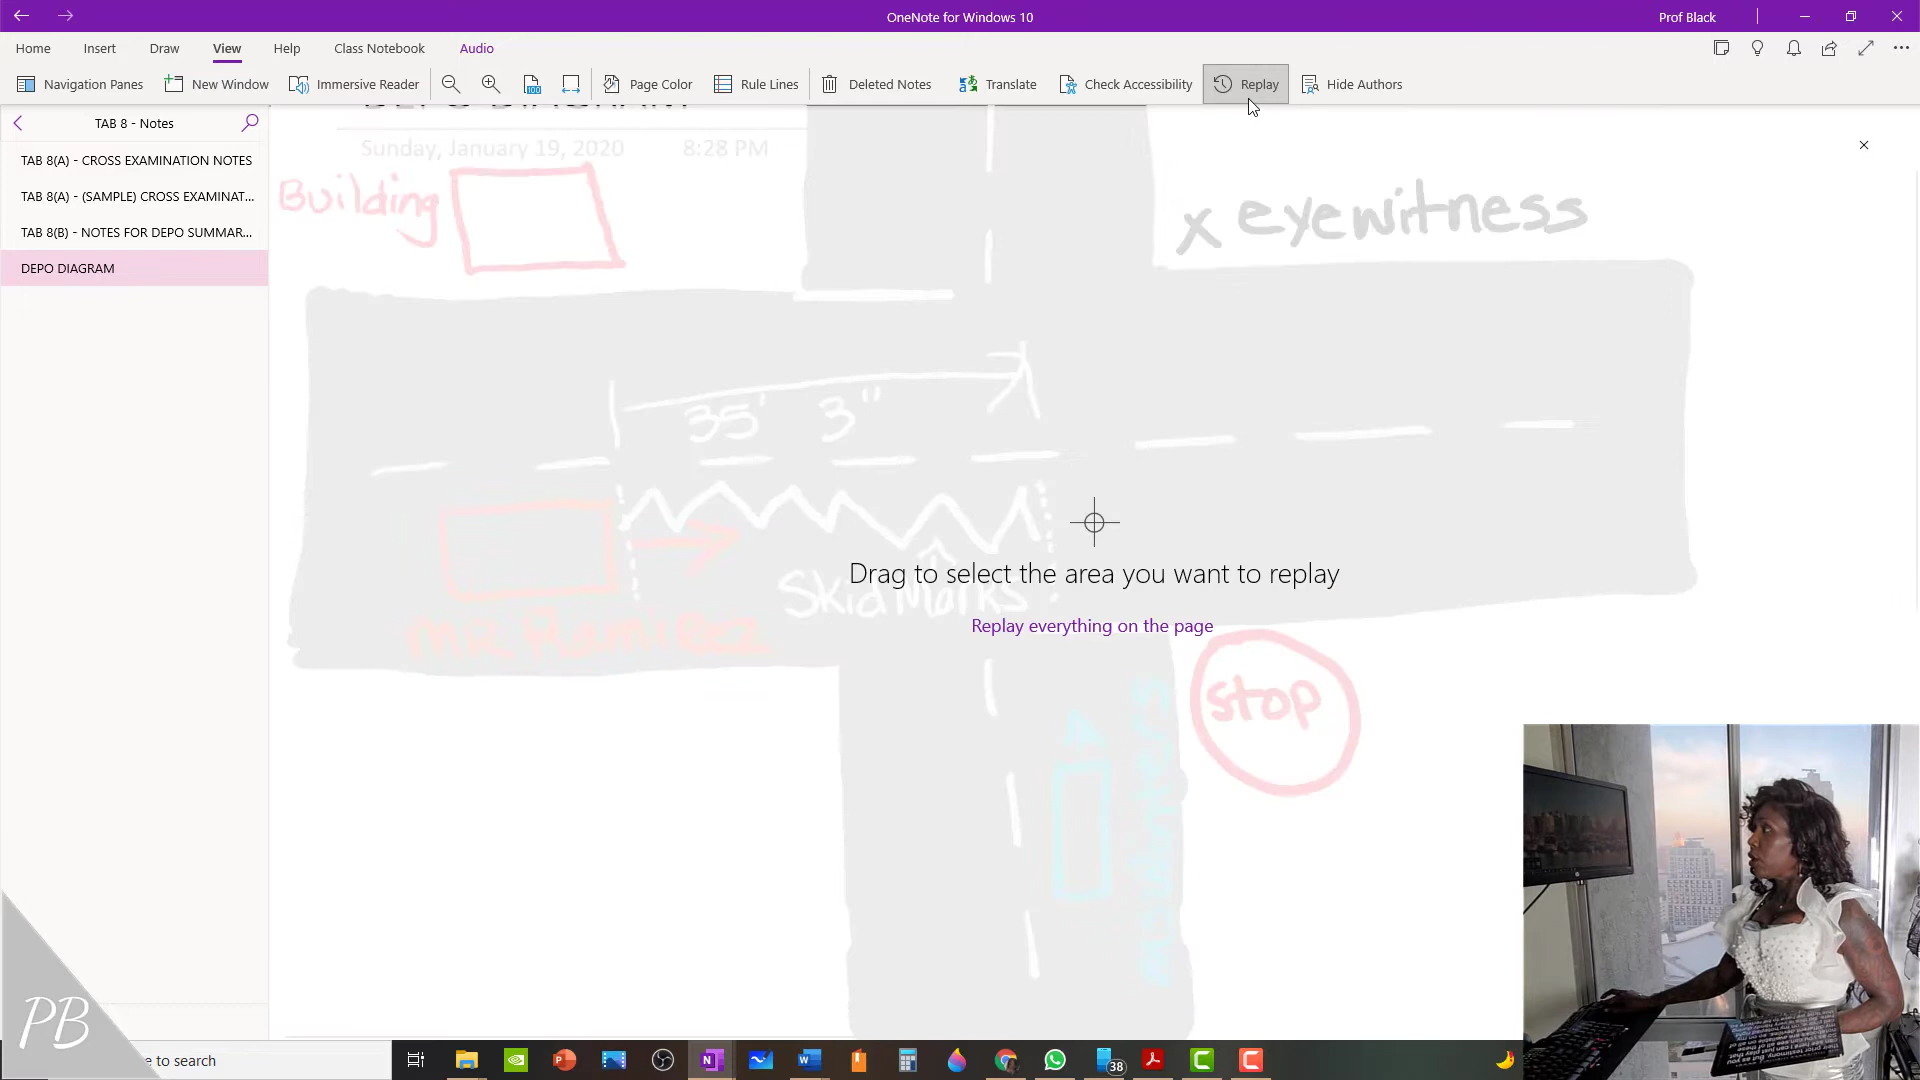 OneNote for Windows 10
Prof Black
Home Insert Draw View Help Class Notebook Audio
Navigation Panes New Window Immersive Reader Page Color Rule Lines Deleted Notes Translate Check Accessibility Replay Hide Authors
TAB 8 - Notes
TAB 8(A) - CROSS EXAMINATION NOTES
TAB 8(A) - (SAMPLE) CROSS EXAMINAT...
TAB 8(B) - NOTES FOR DEPO SUMMAR...
DEPO DIAGRAM
DEPO DIAGRAM
Sunday, January 19, 2020 8:28 PM
Building
x eyewitness
35' 3"
Drag to select the area you want to replay
Skid Marks
Replay everything on the page
MR Ramirez
stop
PB
e to search
38